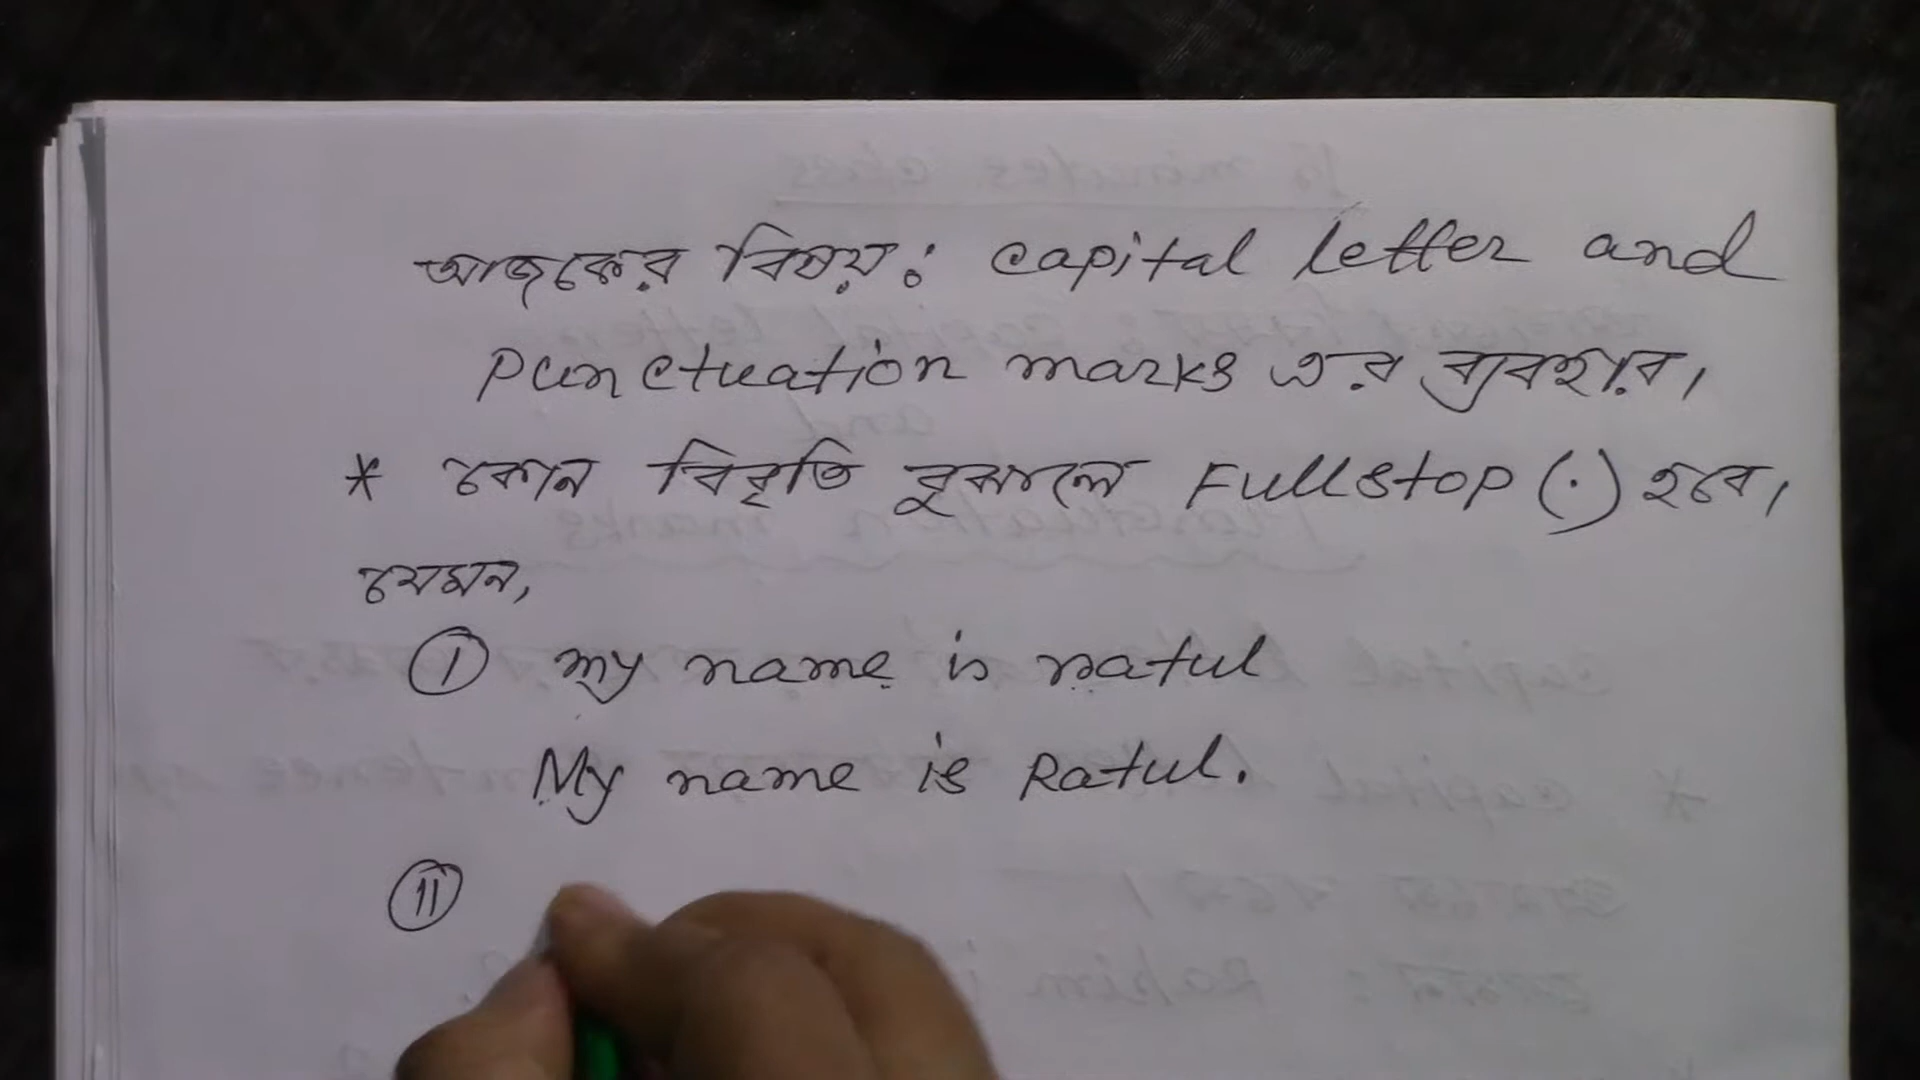 আজকের বিষয়: capital letter and
punctuation marks এর ব্যবহার।
* কোন বিবৃতি বুঝালে Fullstop (.) হবে।
যেমন,
(i) my name is ratul
My name is Ratul.
(ii)